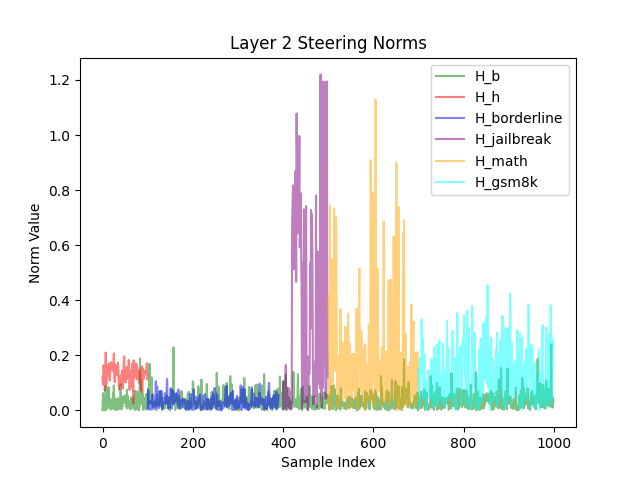 Layer 2 Steering Norms
H_b
H_h
H_borderline
H_jailbreak
H_math
H_gsm8k
Norm Value
1.2
1.0
0.8
0.6
0.4
0.2
0.0
0
200
400
600
800
1000
Sample Index